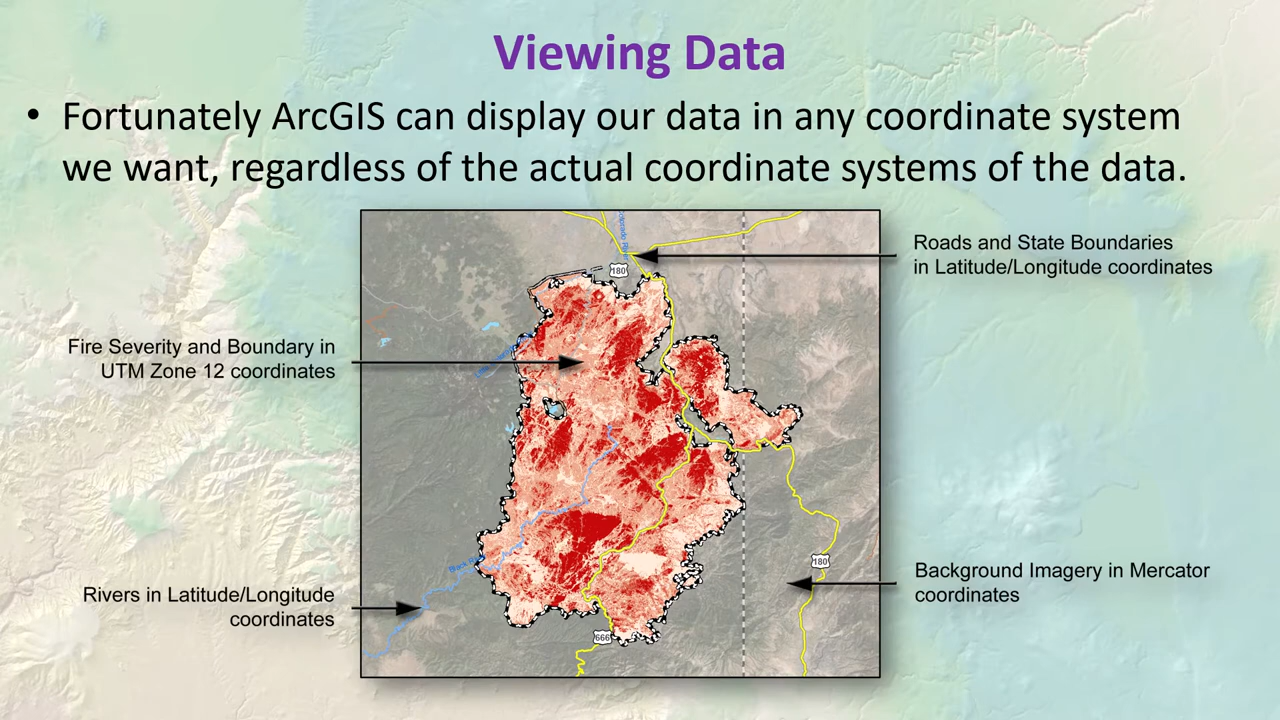 Viewing Data
• Fortunately ArcGIS can display our data in any coordinate system
we want, regardless of the actual coordinate systems of the data.
Roads and State Boundaries
in Latitude/Longitude coordinates
180
Fire Severity and Boundary in
UTM Zone 12 coordinates
Black
180
Background Imagery in Mercator
coordinates
Rivers in Latitude/Longitude
coordinates
666